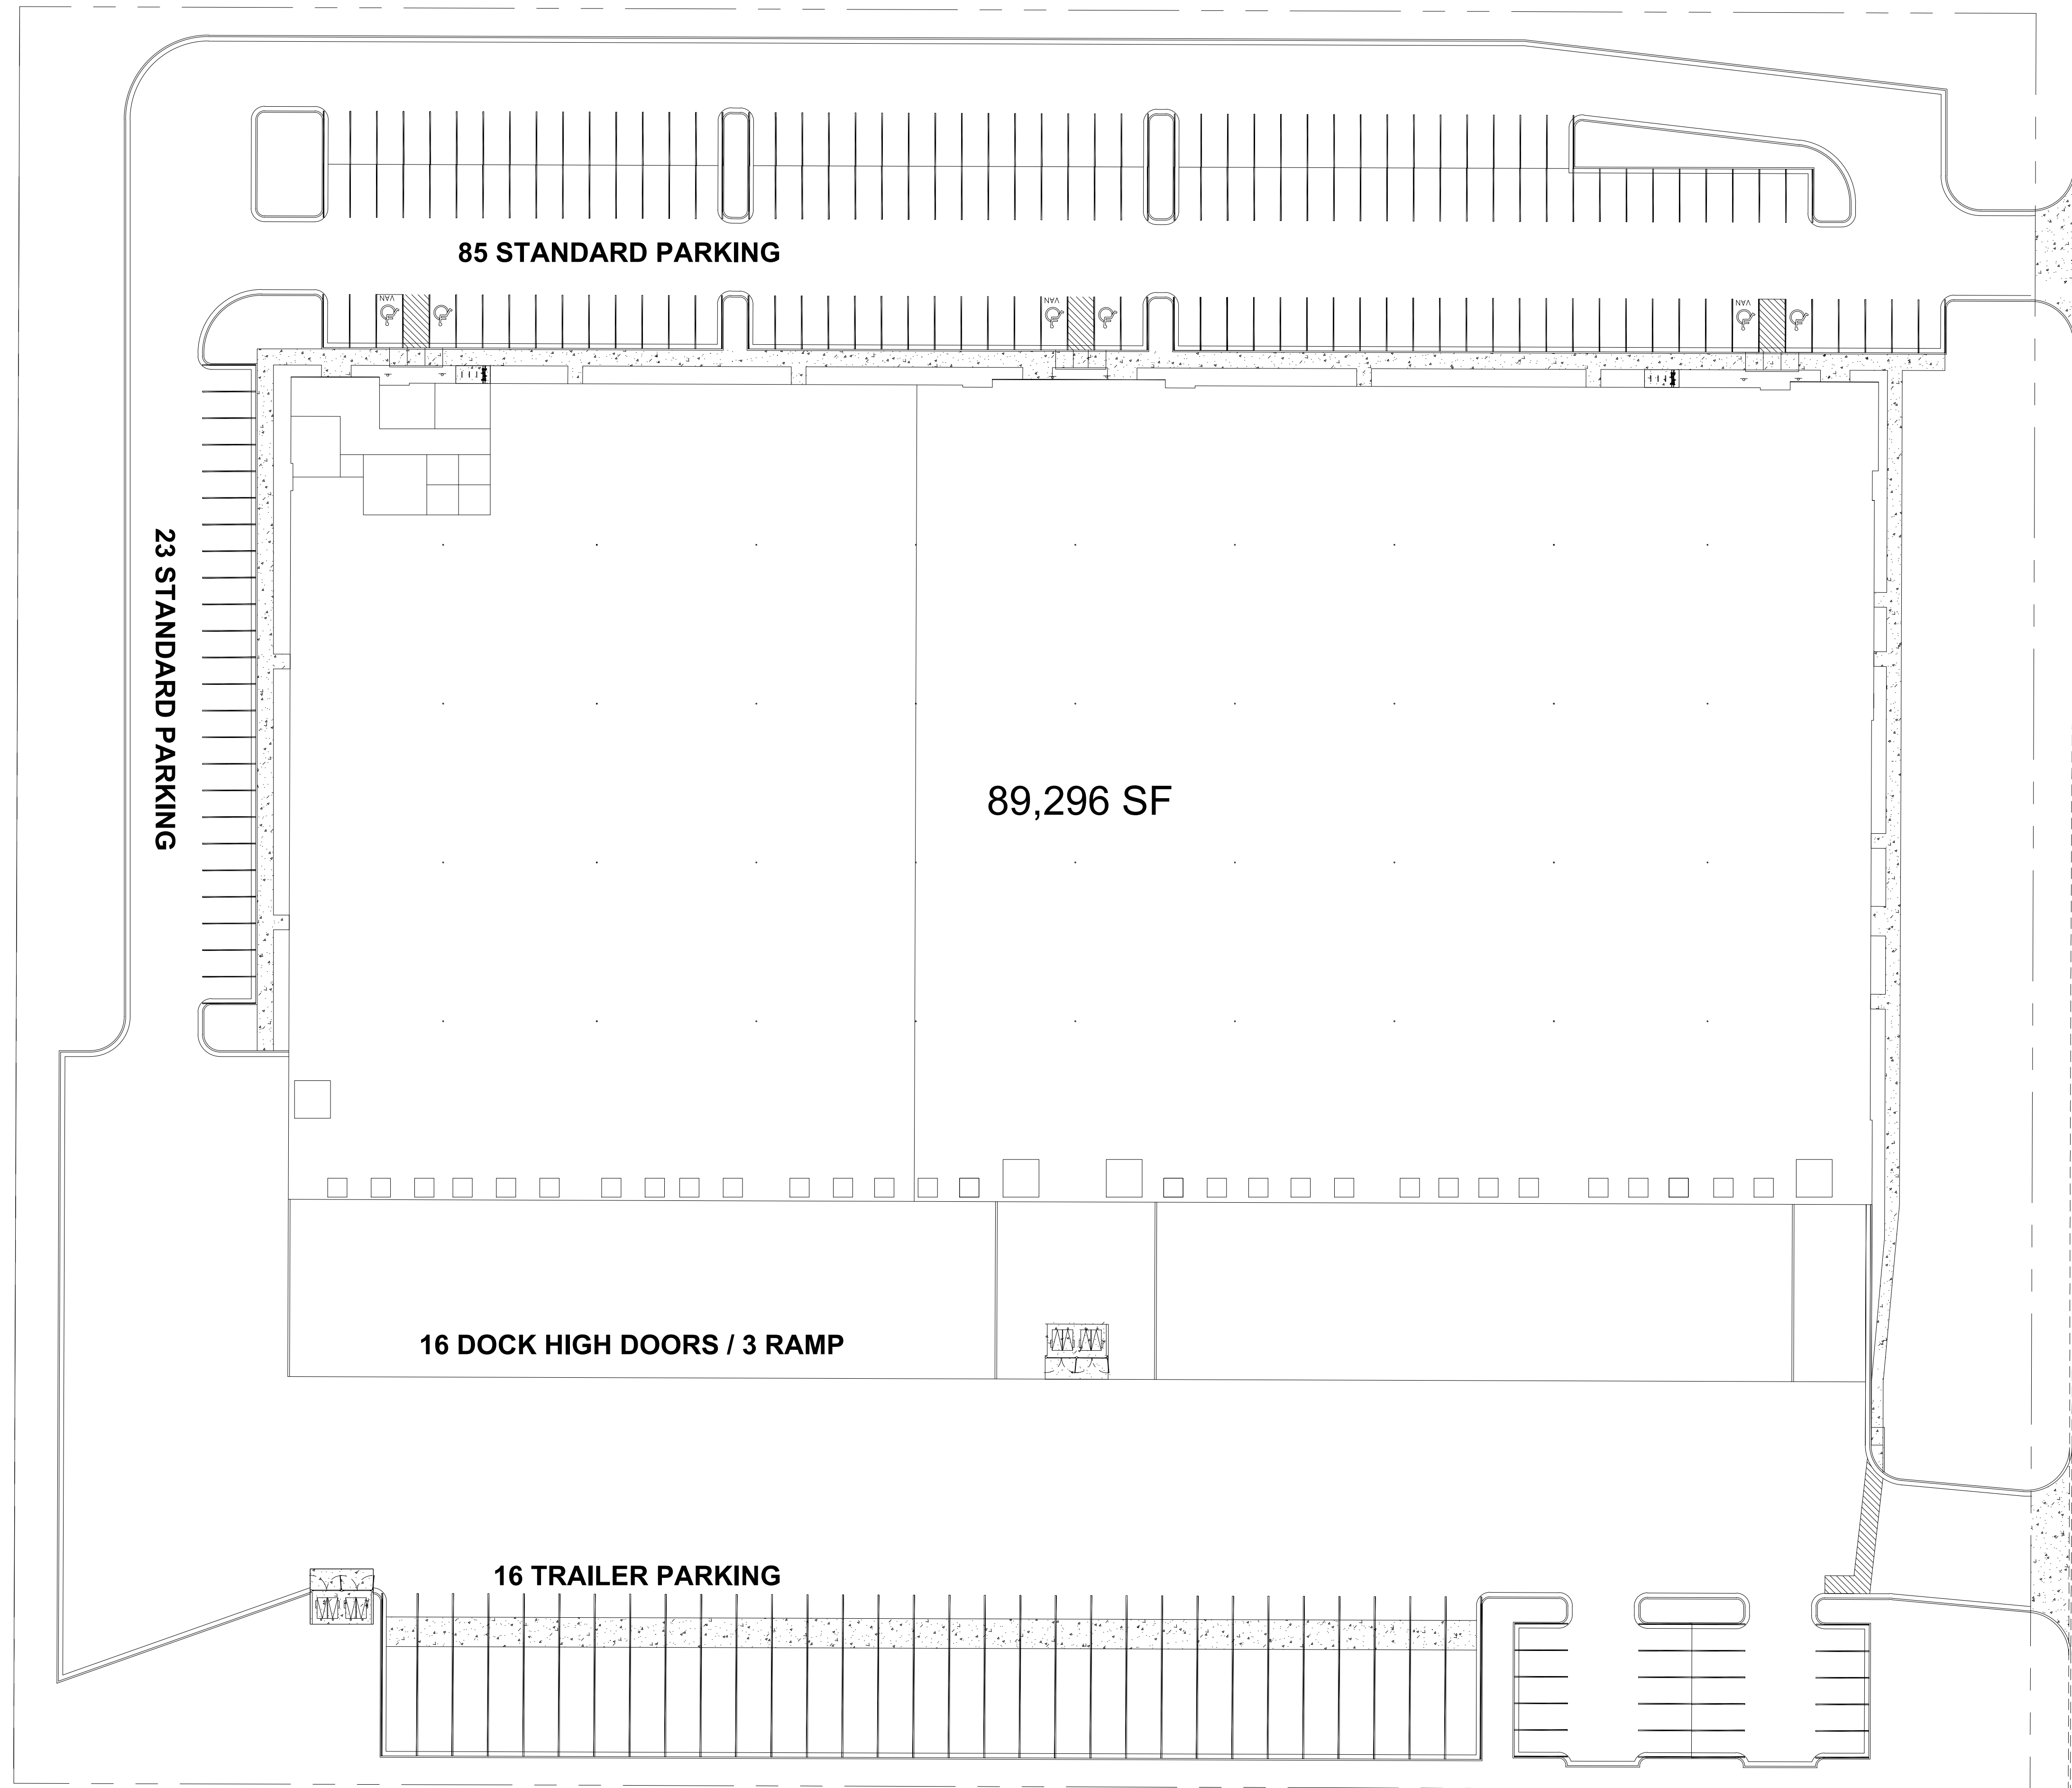 85 STANDARD PARKING
VAN
VAN
VAN
23 STANDARD PARKING
89,296 SF
16 DOCK HIGH DOORS / 3 RAMP
16 TRAILER PARKING